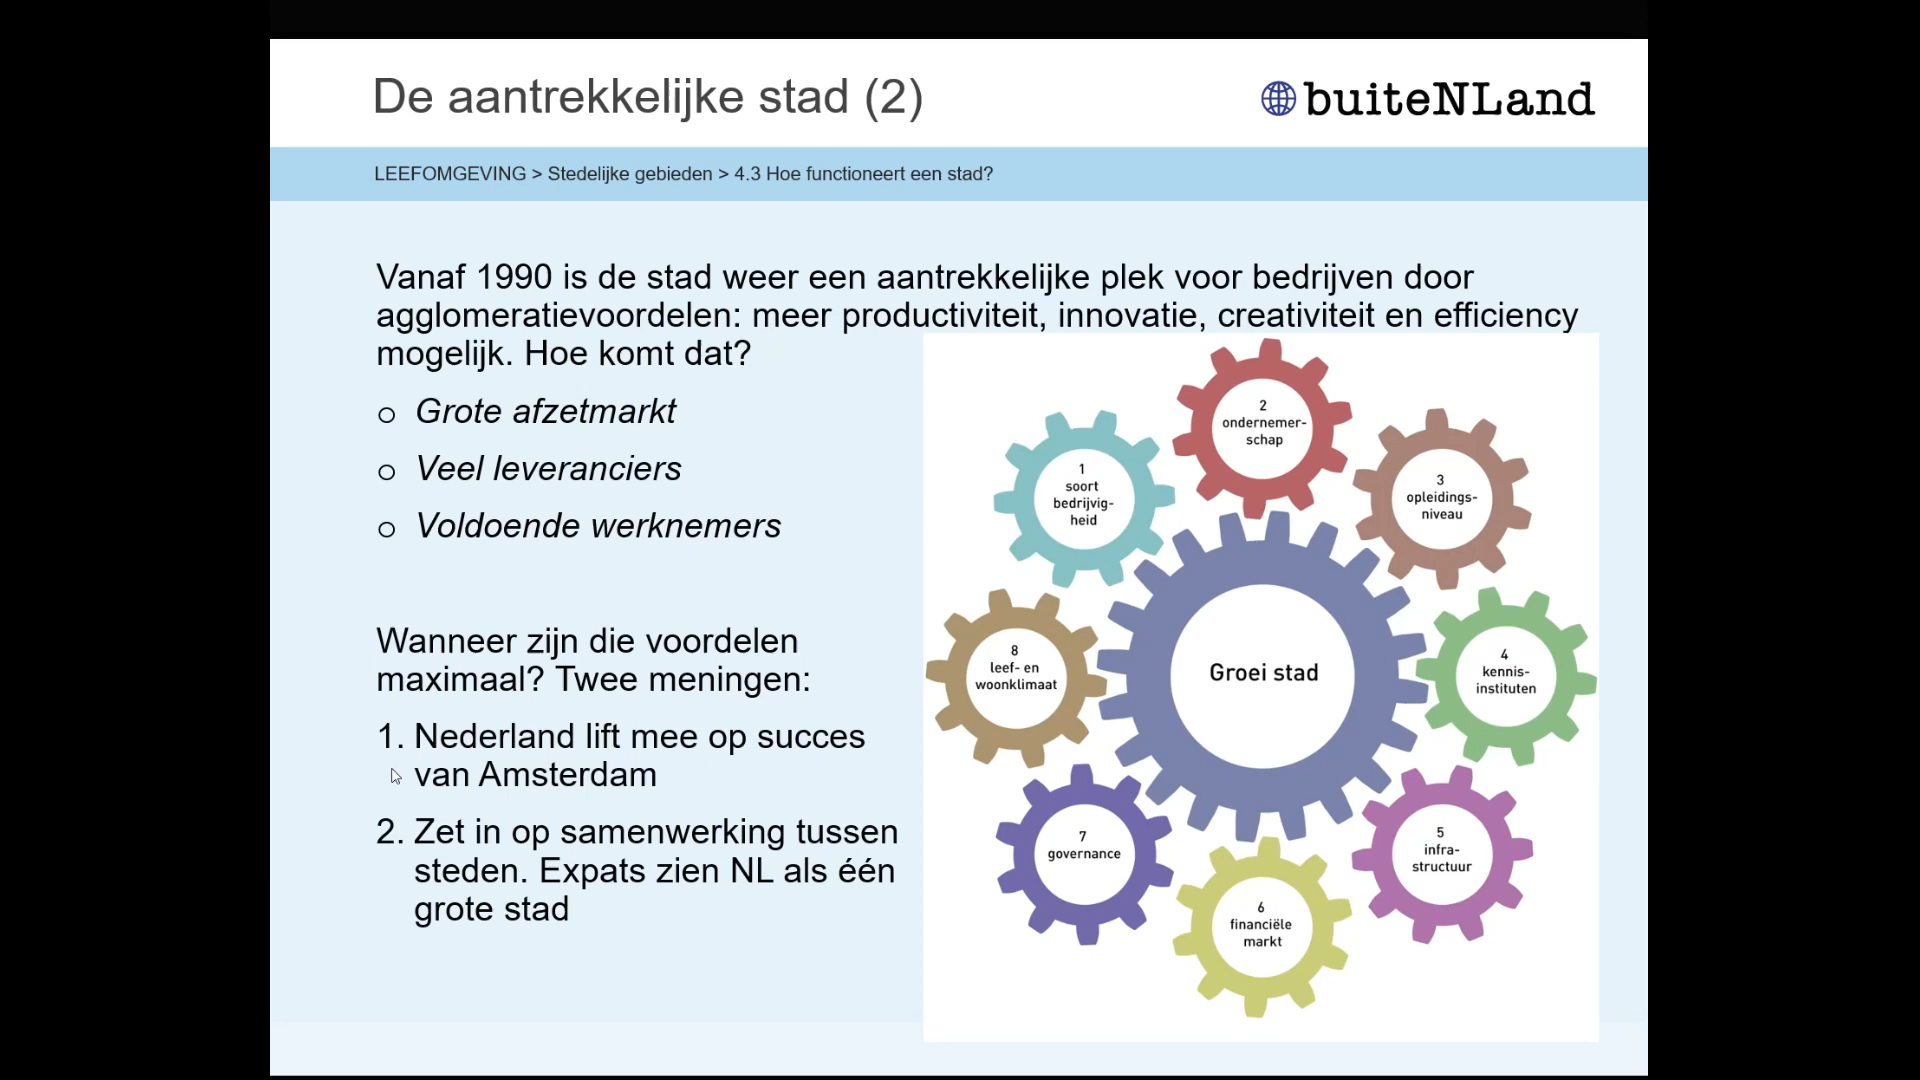 De aantrekkelijke stad (2)
buiteNLand
LEEFOMGEVING > Stedelijke gebieden > 4.3 Hoe functioneert een stad?
Vanaf 1990 is de stad weer een aantrekkelijke plek voor bedrijven door
agglomeratievoordelen: meer productiviteit, innovatie, creativiteit en efficiency
mogelijk. Hoe komt dat?
o Grote afzetmarkt
o Veel leveranciers
o Voldoende werknemers
Wanneer zijn die voordelen
maximaal? Twee meningen:
1. Nederland lift mee op succes
van Amsterdam
2. Zet in op samenwerking tussen
steden. Expats zien NL als één
grote stad
1
soort
bedrijvig-
heid
2
ondernemer-
schap
3
opleidings-
niveau
4
kennis-
instituten
5
infra-
structuur
6
financiële
markt
7
governance
8
leef- en
woonklimaat
Groei stad